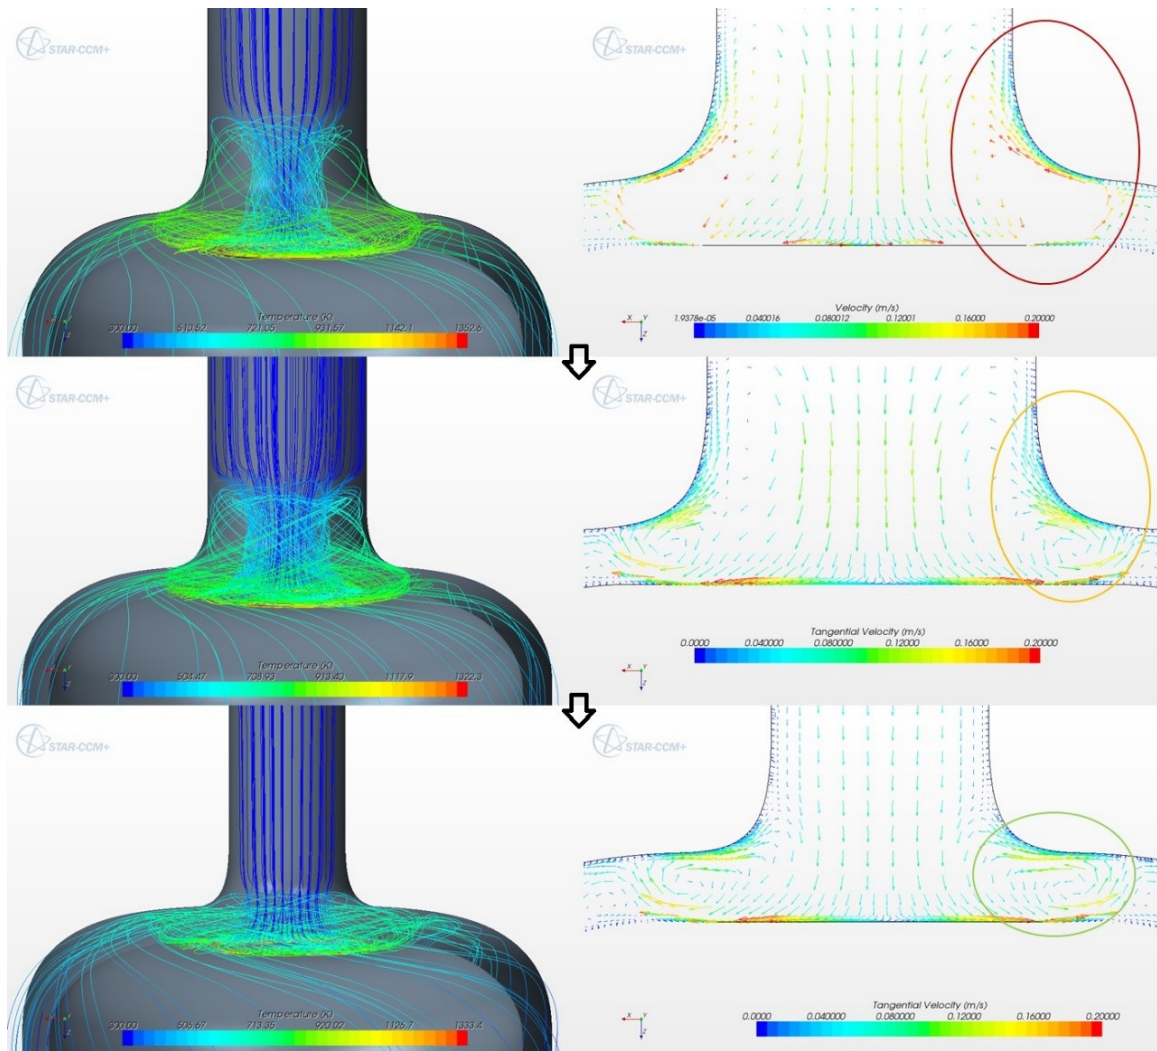 STAR-CCM+
STAR-CCM+
Temperature (K)
300.00 510.52 721.05 931.57 1142.1 1352.6
X Y Z
Velocity (m/s)
1.9378e-05 0.040016 0.080012 0.12001 0.16000 0.20000
X Y Z
STAR-CCM+
STAR-CCM+
Temperature (K)
300.00 504.47 708.93 913.40 1117.9 1322.3
X Y Z
Tangential Velocity (m/s)
0.0000 0.040000 0.080000 0.12000 0.16000 0.20000
X Y Z
STAR-CCM+
STAR-CCM+
Temperature (K)
300.00 506.67 713.35 920.02 1126.7 1333.4
X Y Z
Tangential Velocity (m/s)
0.0000 0.040000 0.080000 0.12000 0.16000 0.20000
X Y Z